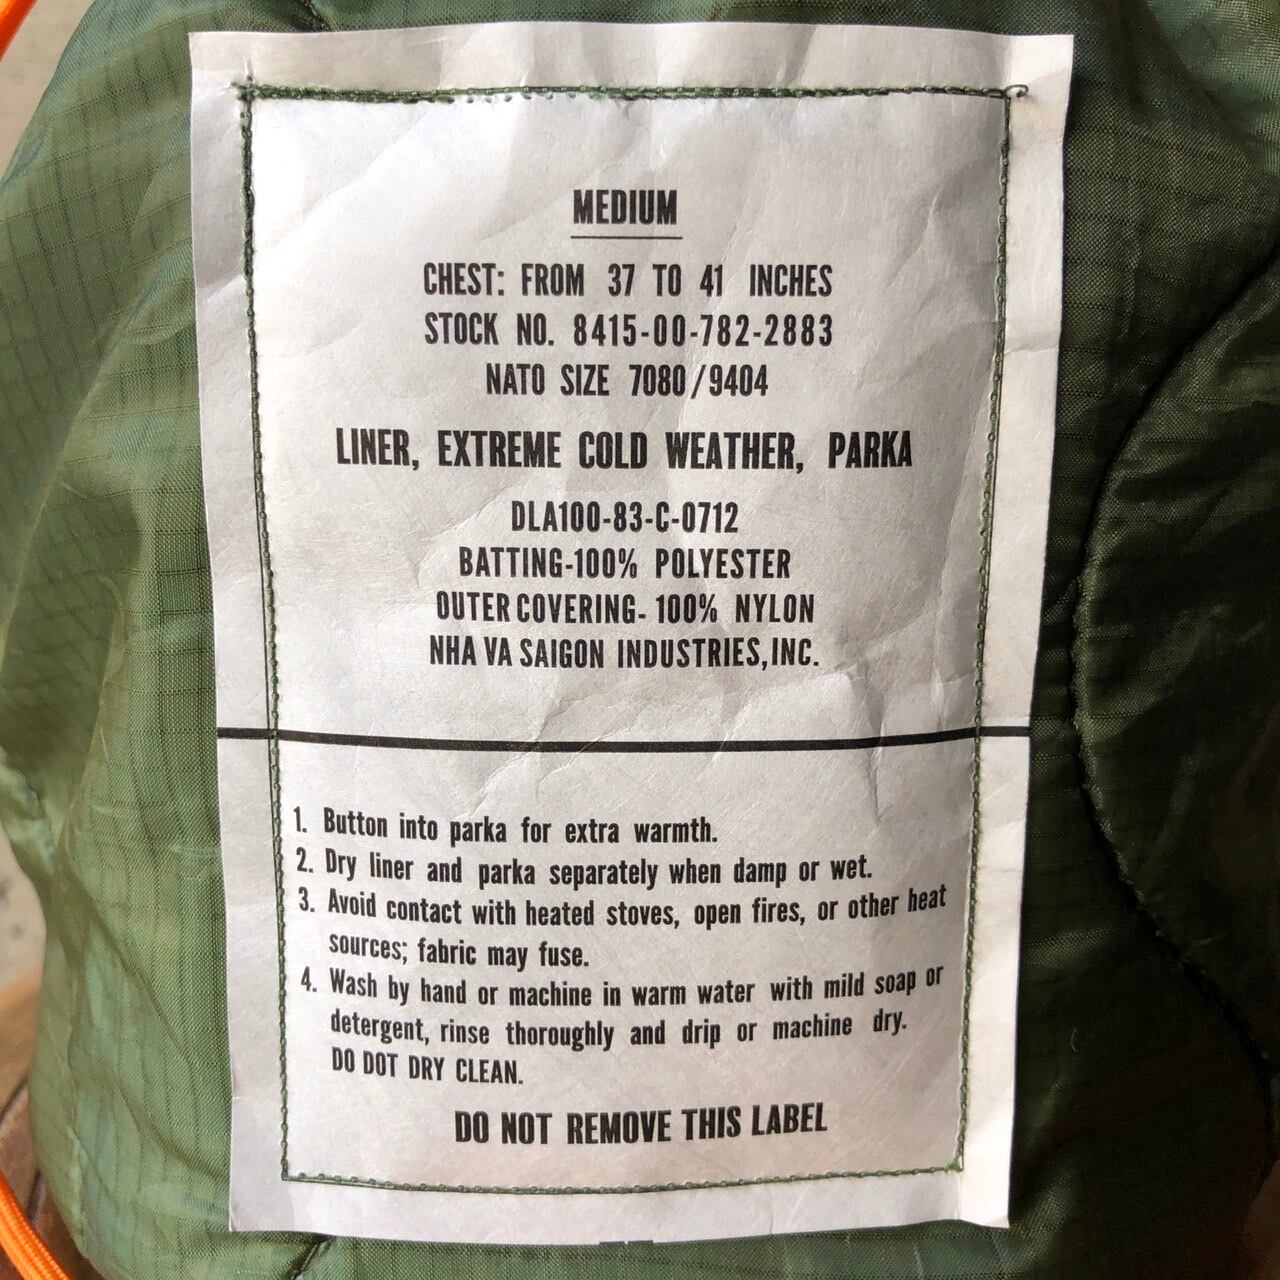 MEDIUM
CHEST: FROM 37 TO 41 INCHES
STOCK NO. 8415-00-782-2883
NATO SIZE 7080/9404
LINER, EXTREME COLD WEATHER, PARKA
DLA100-83-C-0712
BATTING-100% POLYESTER
OUTER COVERING- 100% NYLON
NHA VA SAIGON INDUSTRIES, INC.
1. Button into parka for extra warmth.
2. Dry liner and parka separately when damp or wet.
3. Avoid contact with heated stoves, open fires, or other heat
sources; fabric may fuse.
4. Wash by hand or machine in warm water with mild soap or
detergent, rinse thoroughly and drip or machine dry.
DO DOT DRY CLEAN.
DO NOT REMOVE THIS LABEL